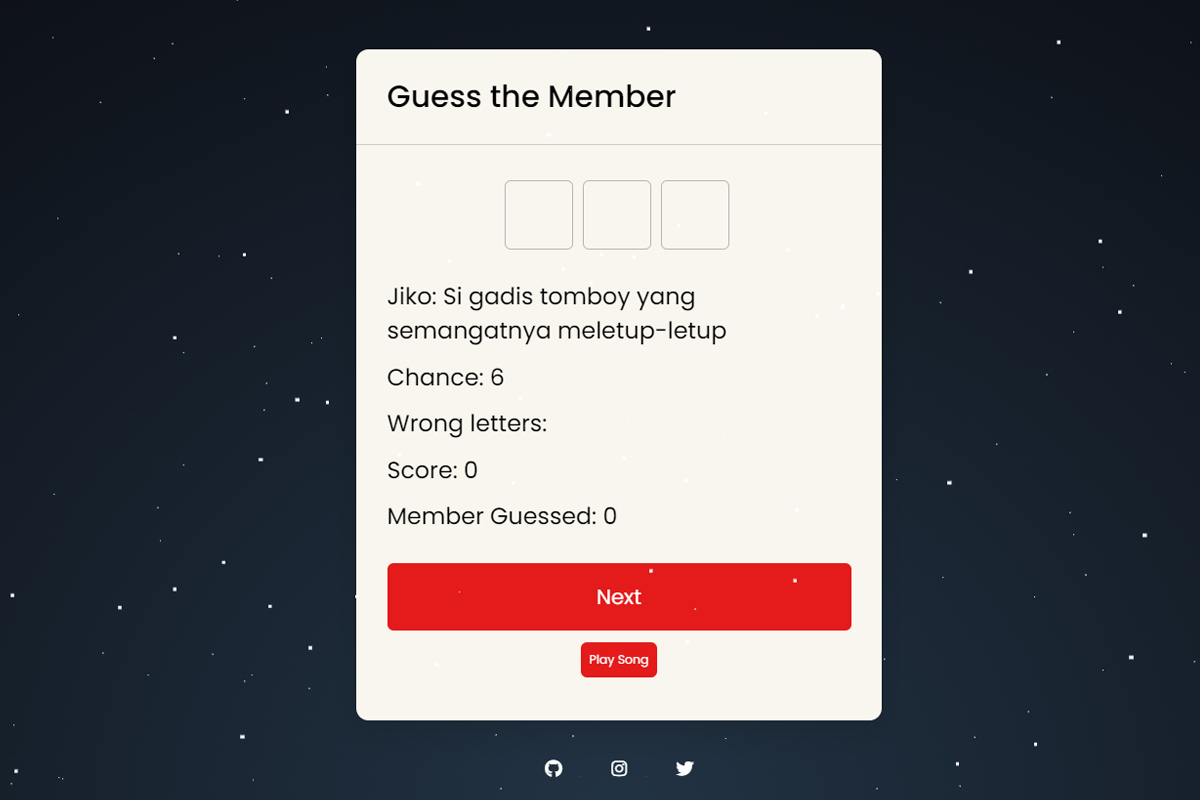 Guess the Member
Jiko: Si gadis tomboy yang
semangatnya meletup-letup
Chance: 6
Wrong letters:
Score: 0
Member Guessed: 0
Next
Play Song